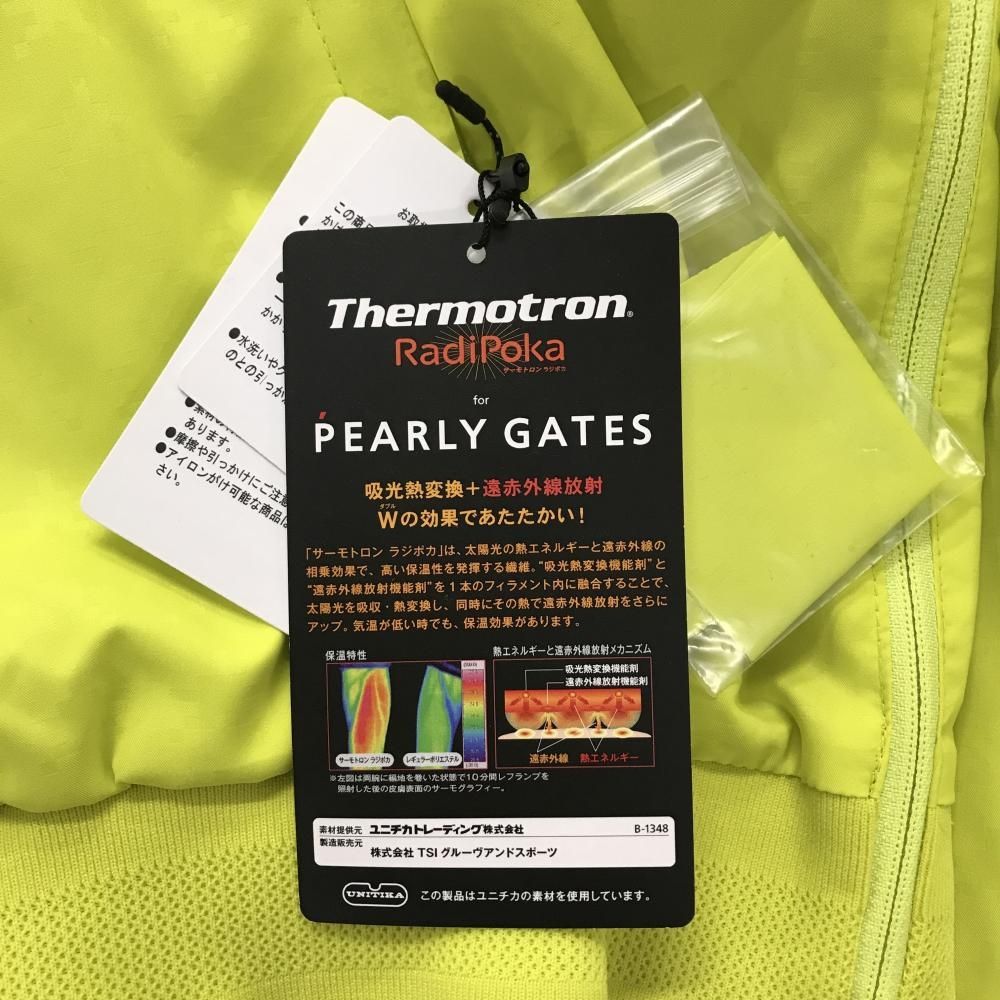 お取
この商品
かは
かか
●水洗いやク
のとの引っかか
●素材の
あります。
●摩擦や引っかけにご注意
●アイロンがけ可能な商品は
さい。
Thermotron®
RadiPoka
サーモトロン ラジポカ
for
PEARLY GATES
吸光熱変換+遠赤外線放射
ダブル
Wの効果であたたかい!
「サーモトロン ラジポカ」は、太陽光の熱エネルギーと遠赤外線の
相乗効果で、高い保温性を発揮する繊維。“吸光熱変換機能剤”と
“遠赤外線放射機能剤”を1本のフィラメント内に融合することで、
太陽光を吸収・熱変換し、同時にその熱で遠赤外線放射をさらに
アップ。気温が低い時でも、保温効果があります。
保温特性
サーモトロン ラジポカ
レギュラーポリエステル
熱エネルギーと遠赤外線放射メカニズム
吸光熱変換機能剤
遠赤外線放射機能剤
遠赤外線 熱エネルギー
※左図は両腕に編地を巻いた状態で10分間レフランプを
照射した後の皮膚表面のサーモグラフィー。
素材提供元 ユニチカトレーディング株式会社 B-1348
製造販売元 株式会社 TSI グルーヴアンドスポーツ
UNITIKA この製品はユニチカの素材を使用しています。